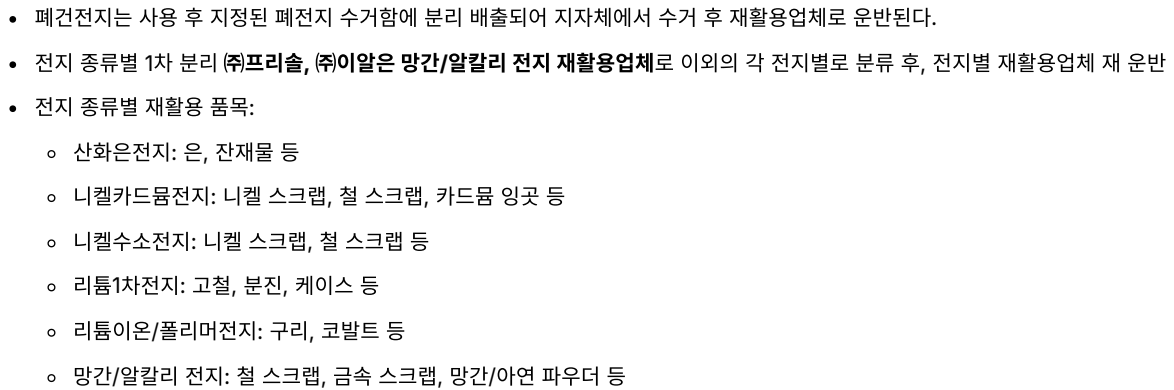 • 폐건전지는 사용 후 지정된 폐전지 수거함에 분리 배출되어 지자체에서 수거 후 재활용업체로 운반된다.
• 전지 종류별 1차 분리 ㈜프리솔, ㈜이알은 망간/알칼리 전지 재활용업체로 이외의 각 전지별로 분류 후, 전지별 재활용업체 재 운반
• 전지 종류별 재활용 품목:
◦ 산화은전지: 은, 잔재물 등
◦ 니켈카드뮴전지: 니켈 스크랩, 철 스크랩, 카드뮴 잉곳 등
◦ 니켈수소전지: 니켈 스크랩, 철 스크랩 등
◦ 리튬1차전지: 고철, 분진, 케이스 등
◦ 리튬이온/폴리머전지: 구리, 코발트 등
◦ 망간/알칼리 전지: 철 스크랩, 금속 스크랩, 망간/아연 파우더 등